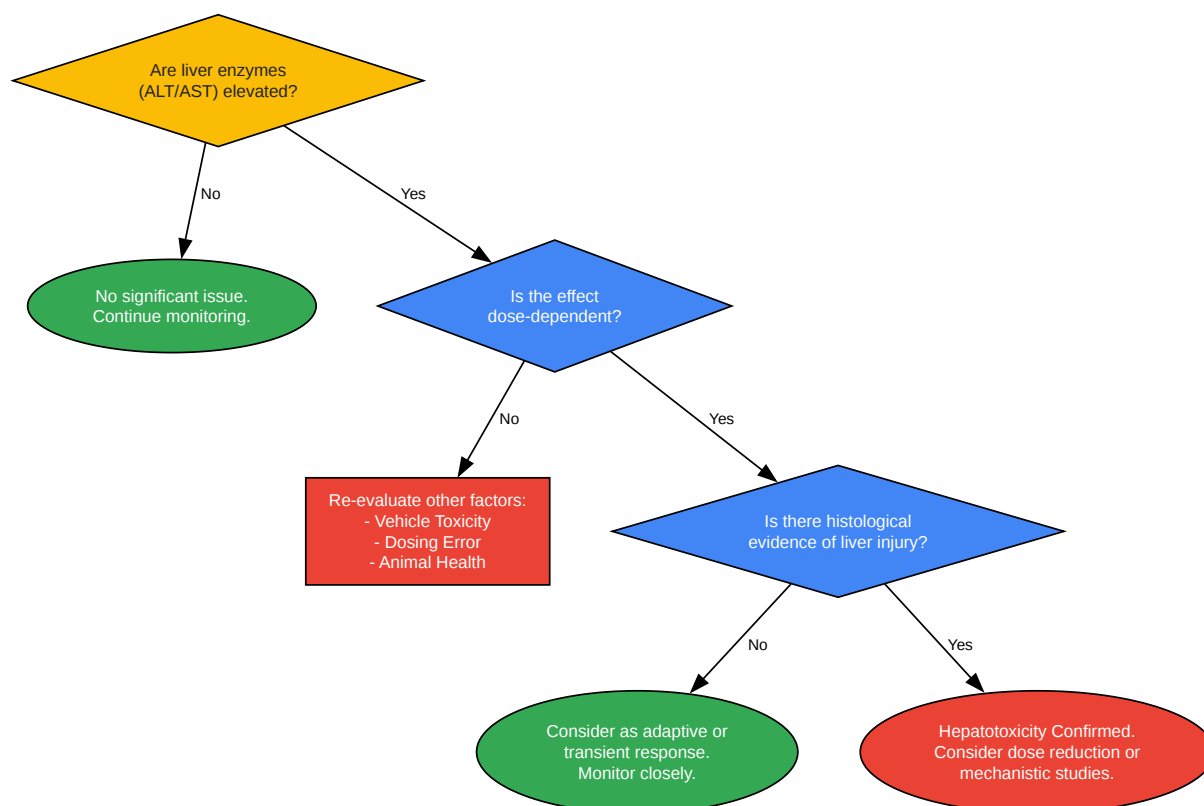 Are liver enzymes
(ALT/AST) elevated?
No
Yes
No significant issue.
Continue monitoring.
Is the effect
dose-dependent?
No
Yes
Re-evaluate other factors:
- Vehicle Toxicity
- Dosing Error
- Animal Health
Is there histological
evidence of liver injury?
No
Yes
Consider as adaptive or
transient response.
Monitor closely.
Hepatotoxicity Confirmed.
Consider dose reduction or
mechanistic studies.